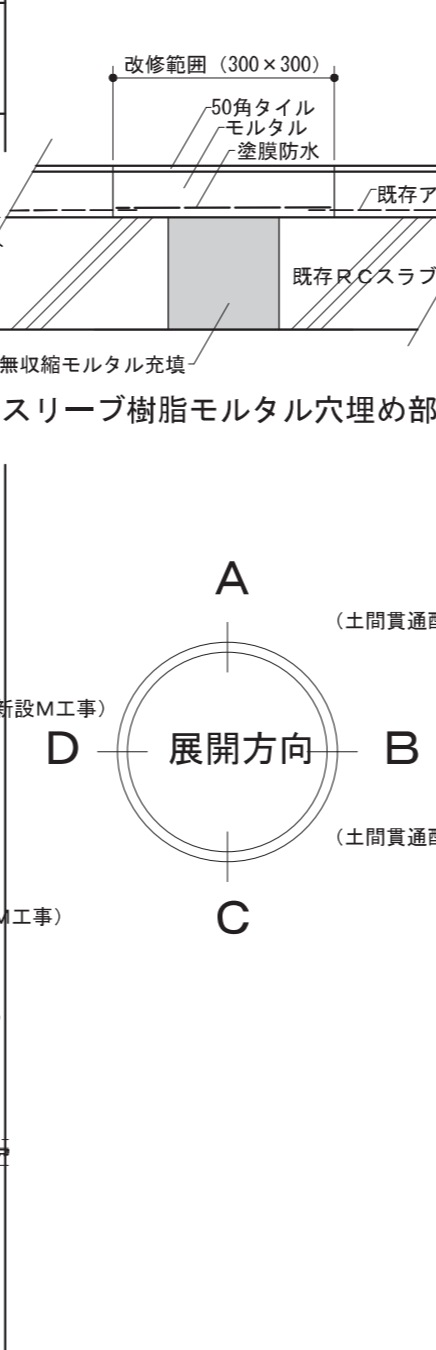 改修範囲（300×300）
50角タイル
モルタル
塗膜防水
既存ア
既存RCスラブ
無収縮モルタル充填
スリーブ樹脂モルタル穴埋め部
A
（土間貫通配
新設M工事）
D
展開方向
B
（土間貫通配
M工事）
C